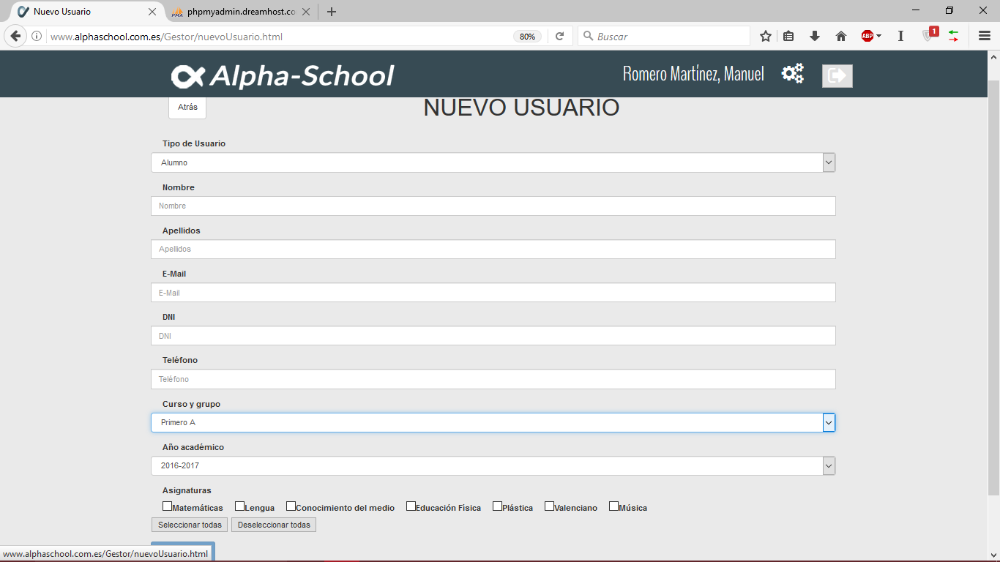 Nuevo Usuario
PMA phpmyadmin.dreamhost.co
www.alphaschool.com.es/Gestor/nuevoUsuario.html 80% Buscar ABP 1
Alpha-School Romero Martínez, Manuel
Atrás NUEVO USUARIO
Tipo de Usuario
Alumno
Nombre
Nombre
Apellidos
Apellidos
E-Mail
E-Mail
DNI
DNI
Teléfono
Teléfono
Curso y grupo
Primero A
Año académico
2016-2017
Asignaturas
Matemáticas Lengua Conocimiento del medio Educación Física Plástica Valenciano Música
Seleccionar todas Deseleccionar todas
www.alphaschool.com.es/Gestor/nuevoUsuario.html